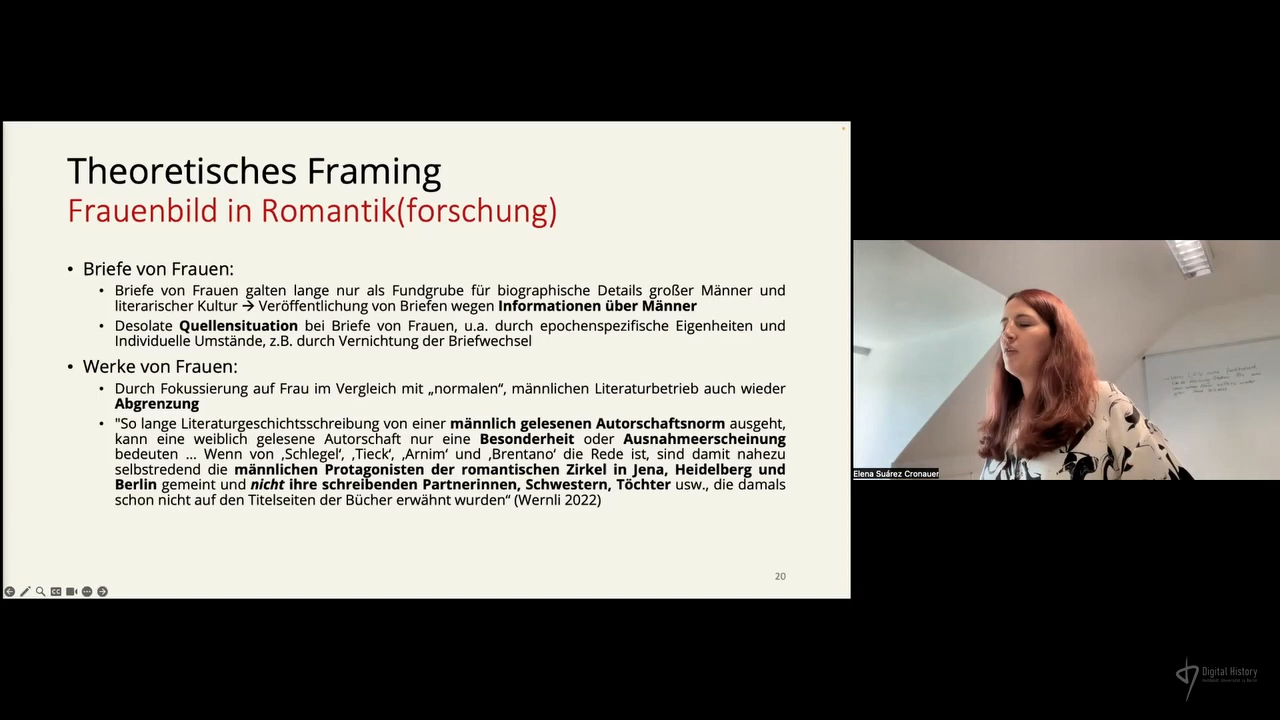 Theoretisches Framing
Frauenbild in Romantik(forschung)
• Briefe von Frauen:
• Briefe von Frauen galten lange nur als Fundgrube für biographische Details großer Männer und
literarischer Kultur → Veröffentlichung von Briefen wegen Informationen über Männer
• Desolate Quellensituation bei Briefe von Frauen, u.a. durch epochenspezifische Eigenheiten und
Individuelle Umstände, z.B. durch Vernichtung der Briefwechsel
• Werke von Frauen:
• Durch Fokussierung auf Frau im Vergleich mit „normalen“, männlichen Literaturbetrieb auch wieder
Abgrenzung
• "So lange Literaturgeschichtsschreibung von einer männlich gelesenen Autorschaftsnorm ausgeht,
kann eine weiblich gelesene Autorschaft nur eine Besonderheit oder Ausnahmeerscheinung
bedeuten ... Wenn von ‚Schlegel‘, ‚Tieck‘, ‚Arnim‘ und ‚Brentano‘ die Rede ist, sind damit nahezu
selbstredend die männlichen Protagonisten der romantischen Zirkel in Jena, Heidelberg und
Berlin gemeint und nicht ihre schreibenden Partnerinnen, Schwestern, Töchter usw., die damals
schon nicht auf den Titelseiten der Bücher erwähnt wurden“ (Wernli 2022)
20
Elena Suárez Cronauer
Digital History
Humboldt-Universität zu Berlin